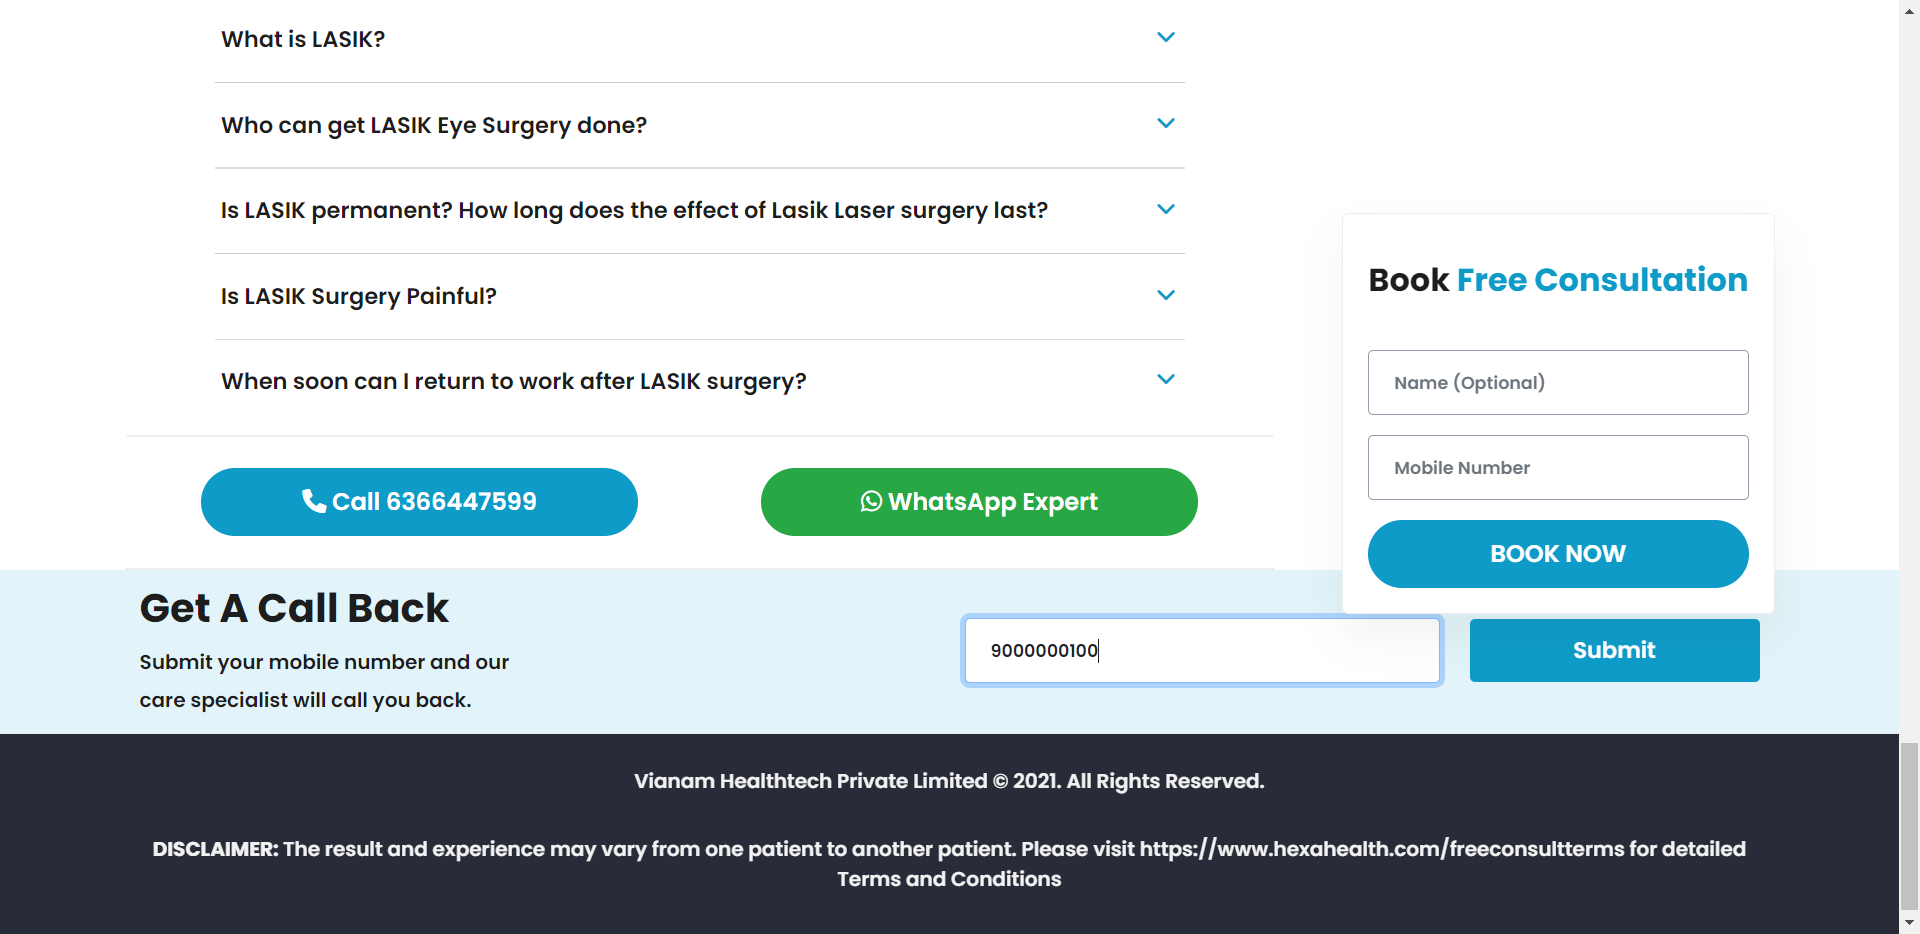 What is LASIK?
Who can get LASIK Eye Surgery done?
Is LASIK permanent? How long does the effect of Lasik Laser surgery last?
Is LASIK Surgery Painful?
When soon can I return to work after LASIK surgery?
Call 6366447599
WhatsApp Expert
Book Free Consultation
Name (Optional)
Mobile Number
BOOK NOW
Get A Call Back
Submit your mobile number and our
care specialist will call you back.
9000000100
Submit
Vianam Healthtech Private Limited © 2021. All Rights Reserved.
DISCLAIMER: The result and experience may vary from one patient to another patient. Please visit https://www.hexahealth.com/freeconsultterms for detailed
Terms and Conditions